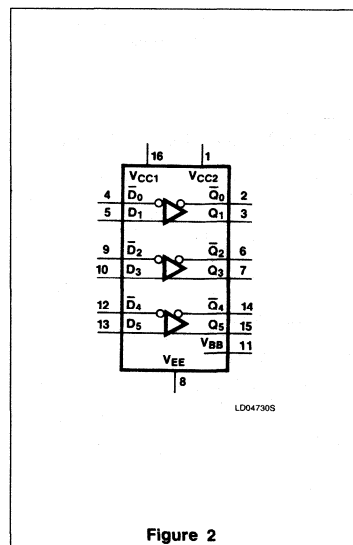 16 1
VCC1 VCC2
4 D̅0 Q̅0 2
5 D1 Q1 3
9 D̅2 Q̅2 6
10 D3 Q3 7
12 D̅4 Q̅4 14
13 D5 Q5 15
VBB 11
VEE
8
LD04730S
Figure 2